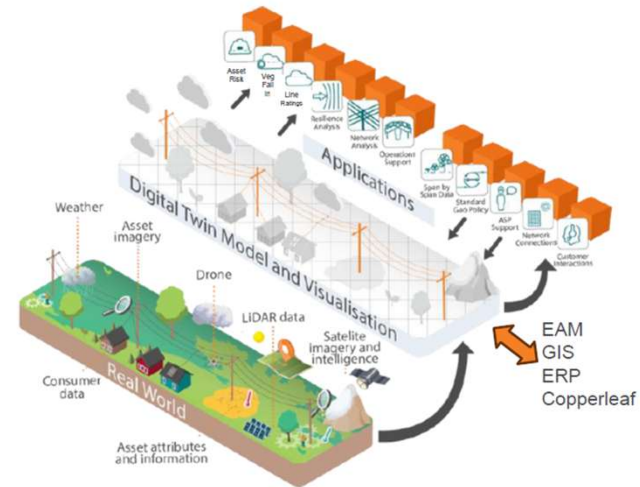 Asset
Risk
Veg
Fall
In
Line
Ratings
Resilience
Analysis
Network
Analysis
Operations
Support
Span by
Span Data
Standard
Geo Policy
ASP
Support
Network
Connections
Customer
Interactions
Applications
Digital Twin Model and Visualisation
Weather
Asset
imagery
Drone
LiDAR data
Satellite
imagery and
intelligence
Consumer
data
Real World
Asset attributes
and information
EAM
GIS
ERP
Copperleaf